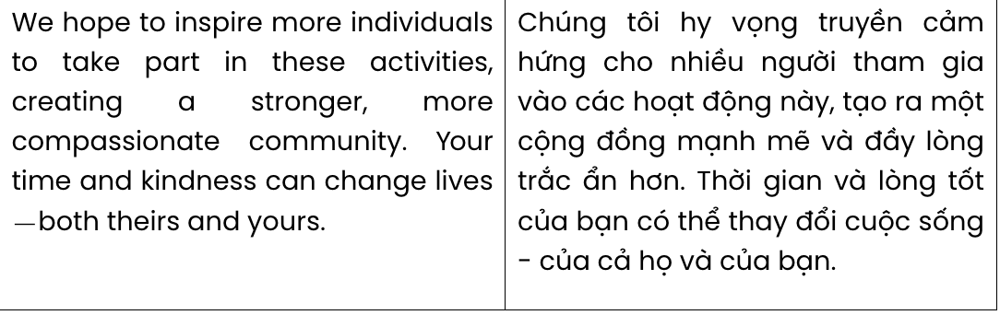 We hope to inspire more individuals
to take part in these activities,
creating a stronger, more
compassionate community. Your
time and kindness can change lives
—both theirs and yours.
Chúng tôi hy vọng truyền cảm
hứng cho nhiều người tham gia
vào các hoạt động này, tạo ra một
cộng đồng mạnh mẽ và đầy lòng
trắc ẩn hơn. Thời gian và lòng tốt
của bạn có thể thay đổi cuộc sống
- của cả họ và của bạn.